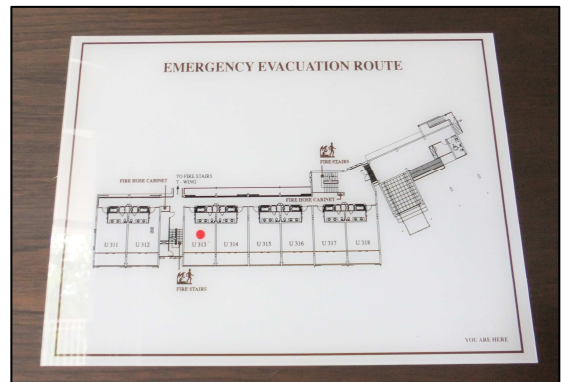 EMERGENCY EVACUATION ROUTE
FIRE STAIRS
FIRE HOSE CABINET
TO FIRE STAIRS
T - WING
FIRE HOSE CABINET
U 311
U 312
U 313
U 314
U 315
U 316
U 317
U 318
FIRE STAIRS
YOU ARE HERE